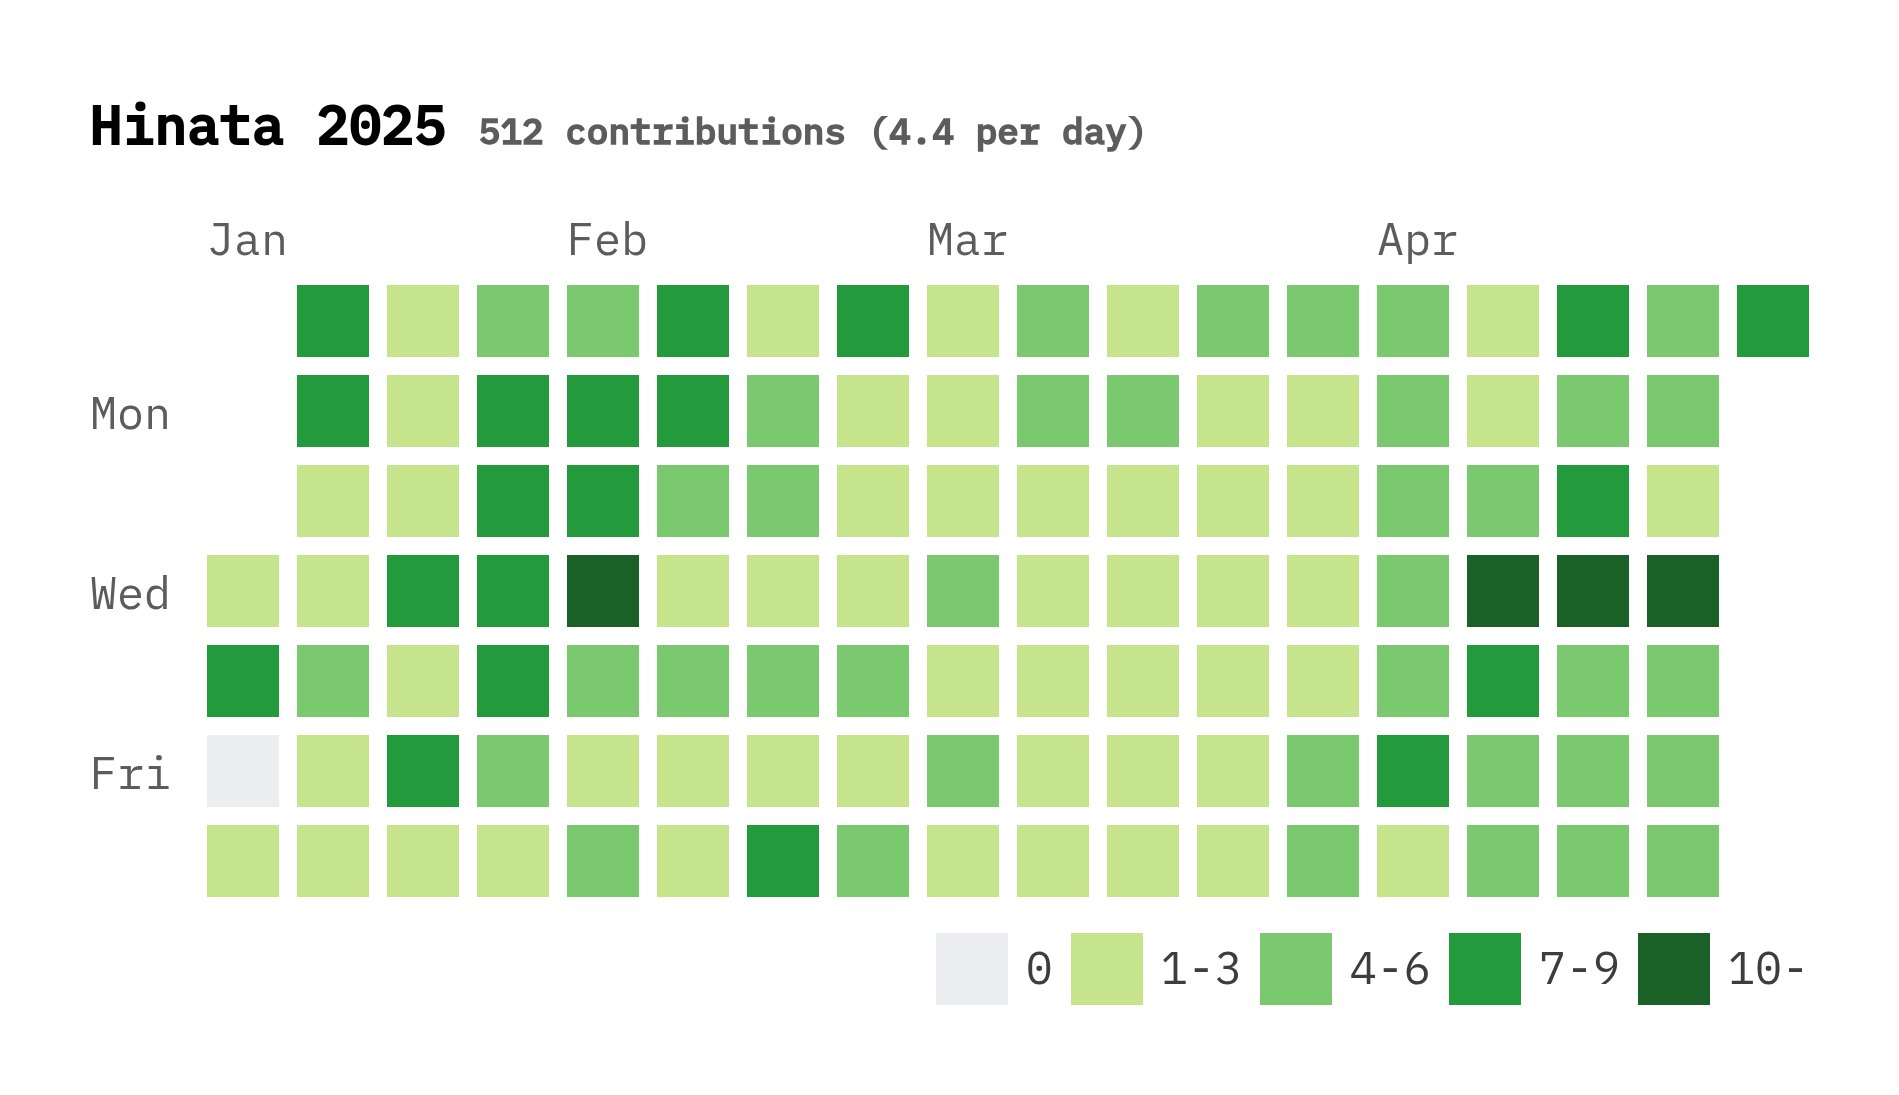 Hinata 2025 512 contributions (4.4 per day)
Jan Feb Mar Apr
Mon
Wed
Fri
0 1-3 4-6 7-9 10-